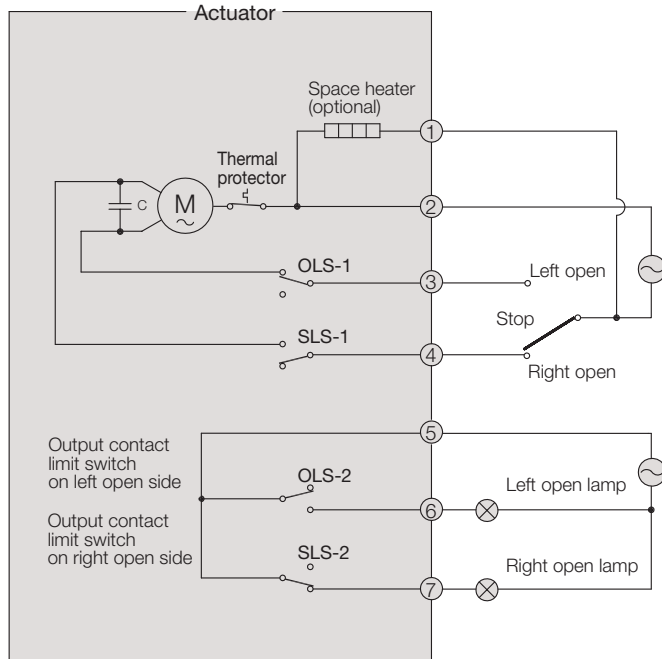 Actuator
Space heater
(optional)
1
Thermal
protector
2
C
M
OLS-1
3
Left open
Stop
SLS-1
4
Right open
5
Output contact
limit switch
on left open side
OLS-2
6
Left open lamp
Output contact
limit switch
on right open side
SLS-2
7
Right open lamp